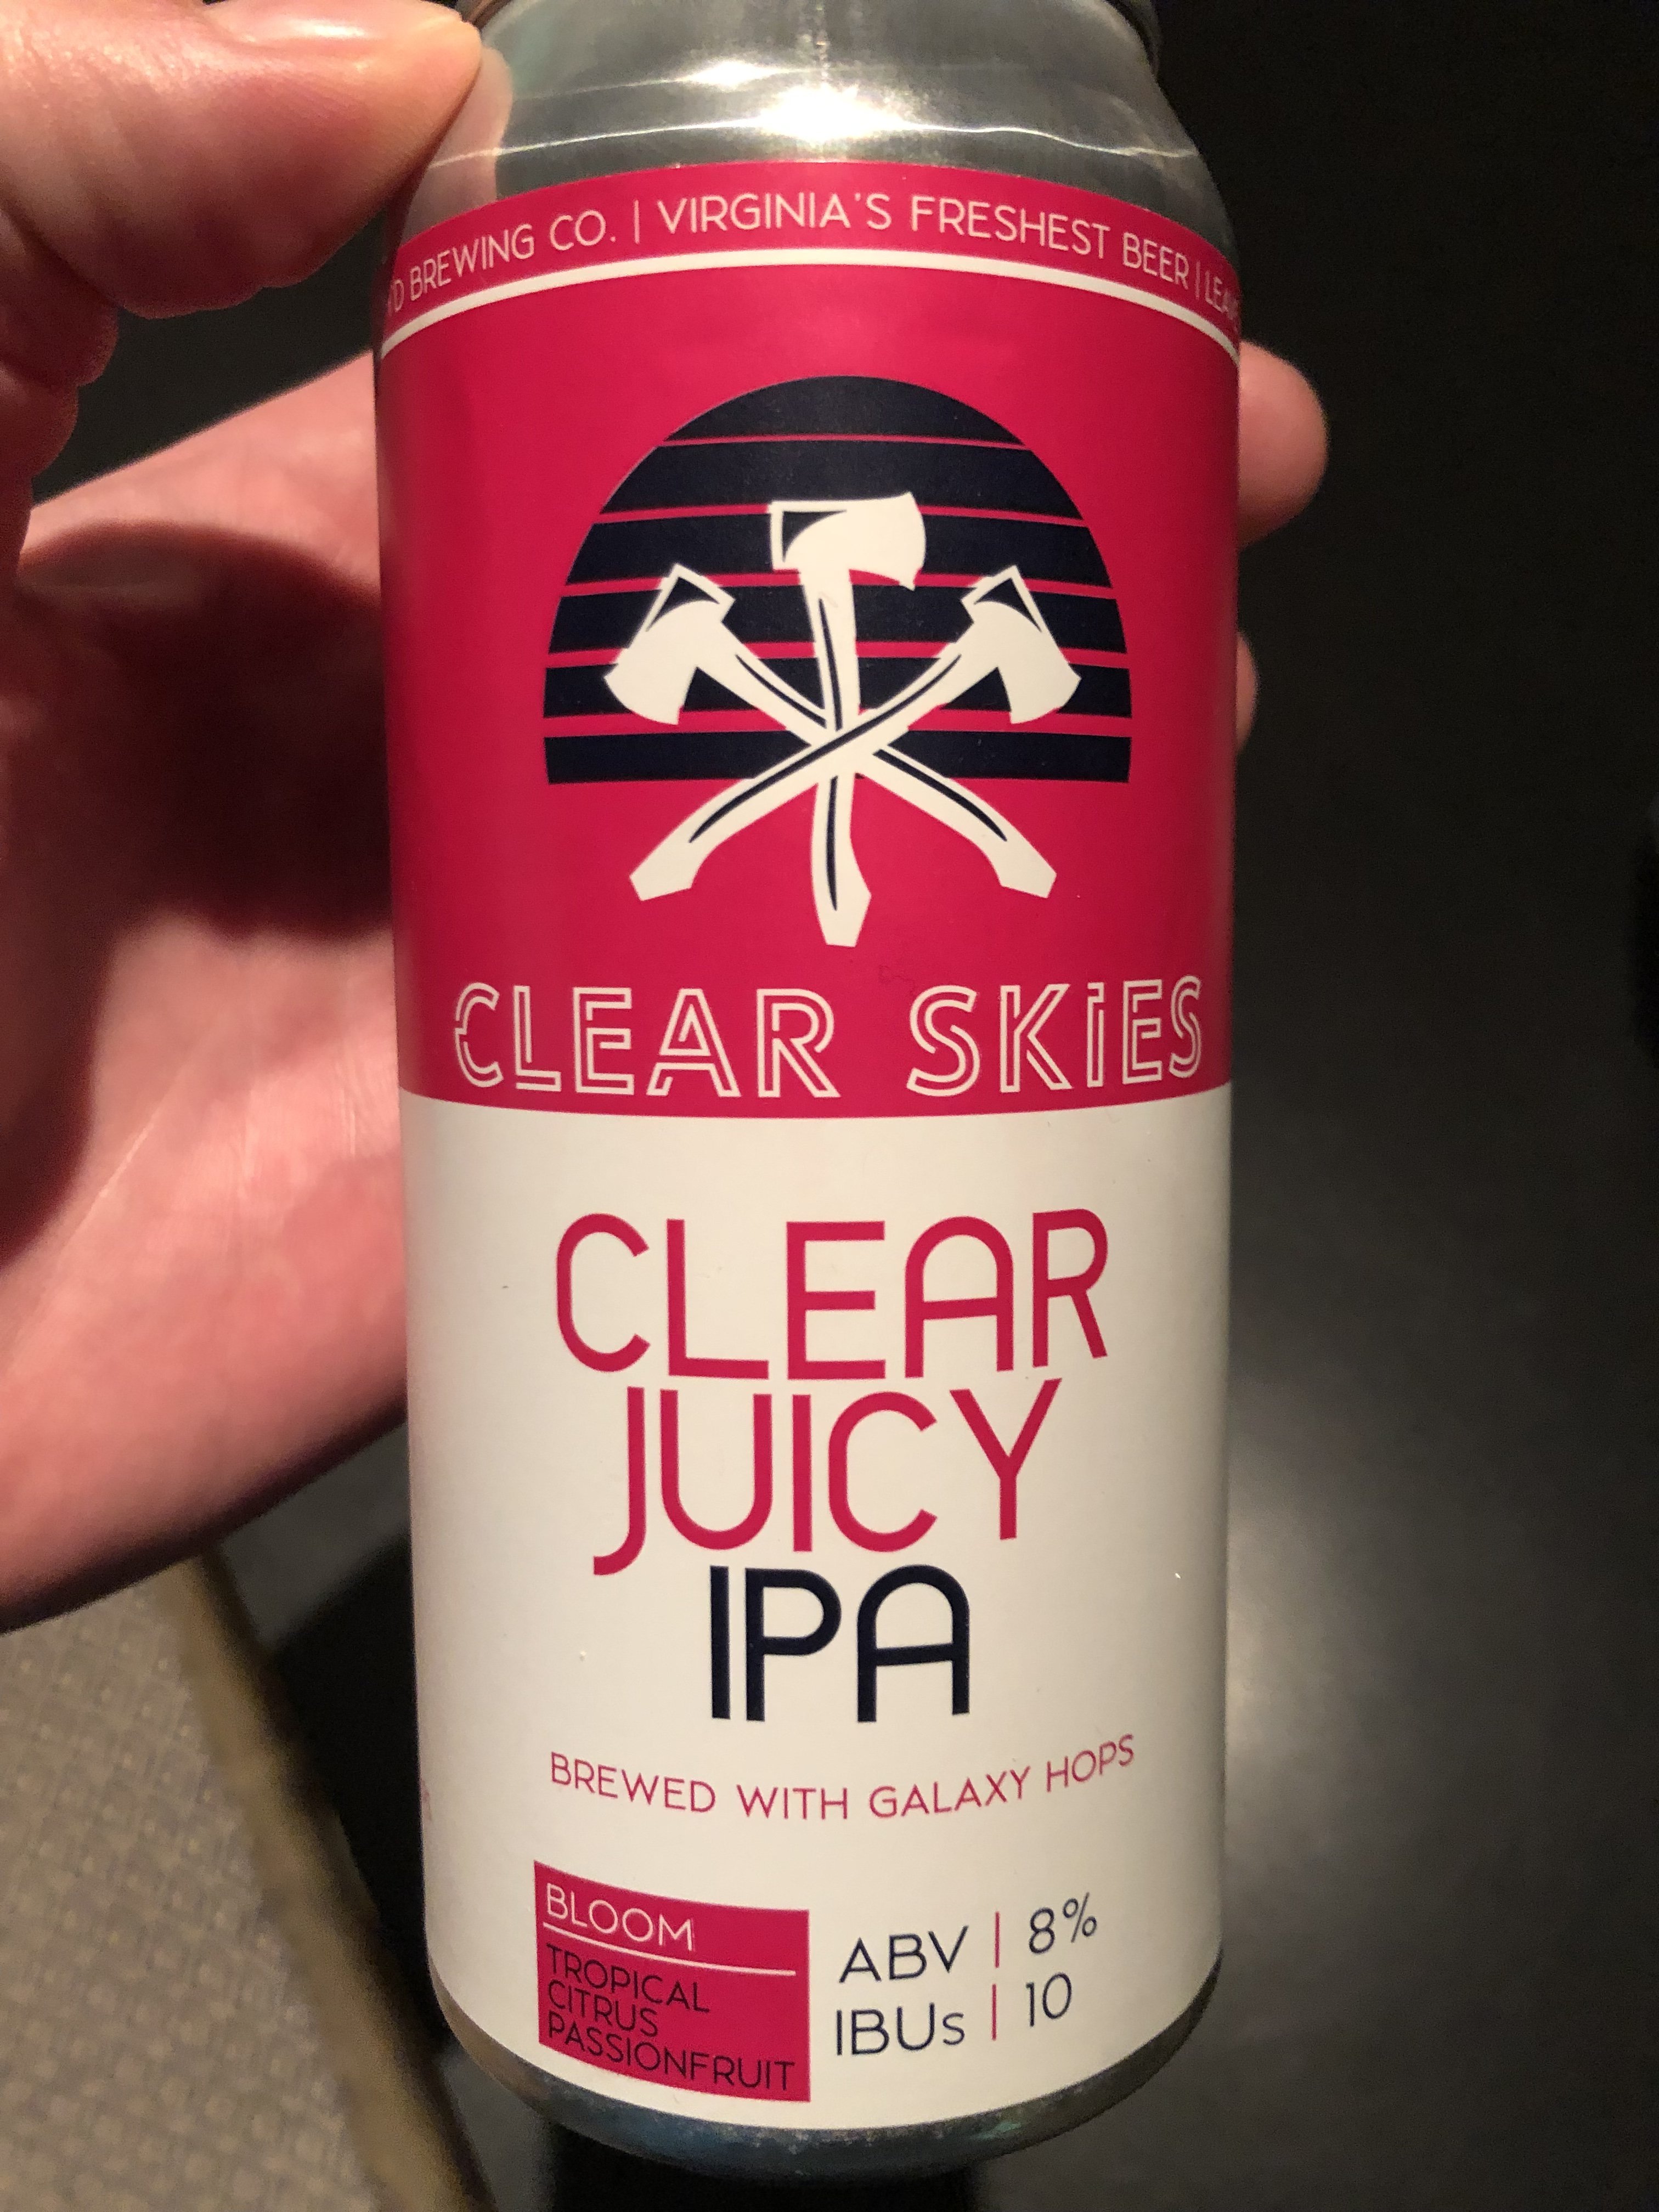 BREWING CO. | VIRGINIA'S FRESHEST BEER |
CLEAR SKIES
CLEAR
JUICY
IPA
BREWED WITH GALAXY HOPS
BLOOM
TROPICAL
CITRUS
PASSIONFRUIT
ABV | 8%
IBUs | 10